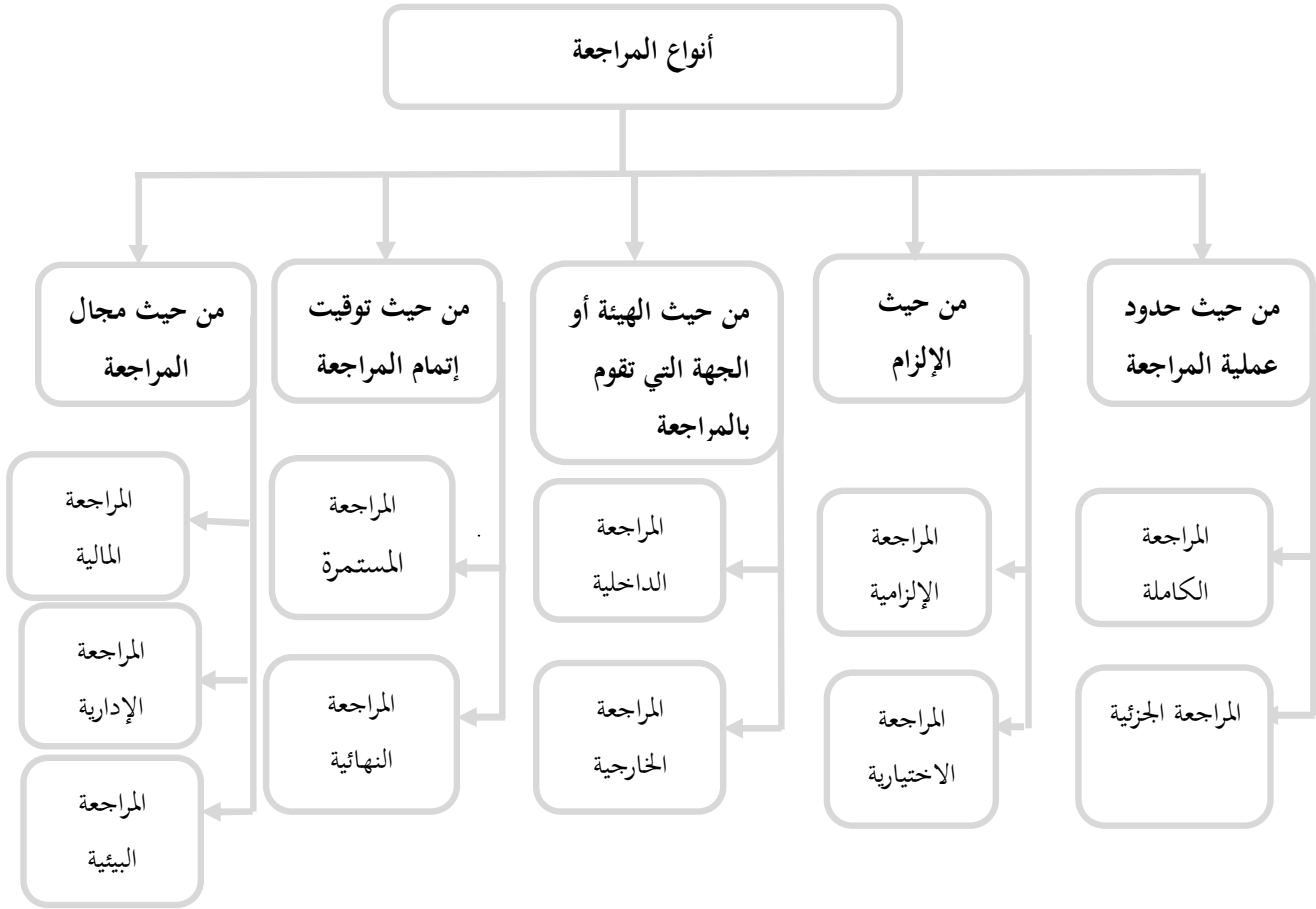 أنواع المراجعة
من حيث حدود
عملية المراجعة
من حيث
الإلزام
من حيث الهيئة أو
الجهة التي تقوم
بالمراجعة
من حيث توقيت
إتمام المراجعة
من حيث مجال
المراجعة
المراجعة
الكاملة
المراجعة الجزئية
المراجعة
الإلزامية
المراجعة
الاختيارية
المراجعة
الداخلية
المراجعة
الخارجية
المراجعة
المستمرة
المراجعة
النهائية
المراجعة
المالية
المراجعة
الإدارية
المراجعة
البيئية